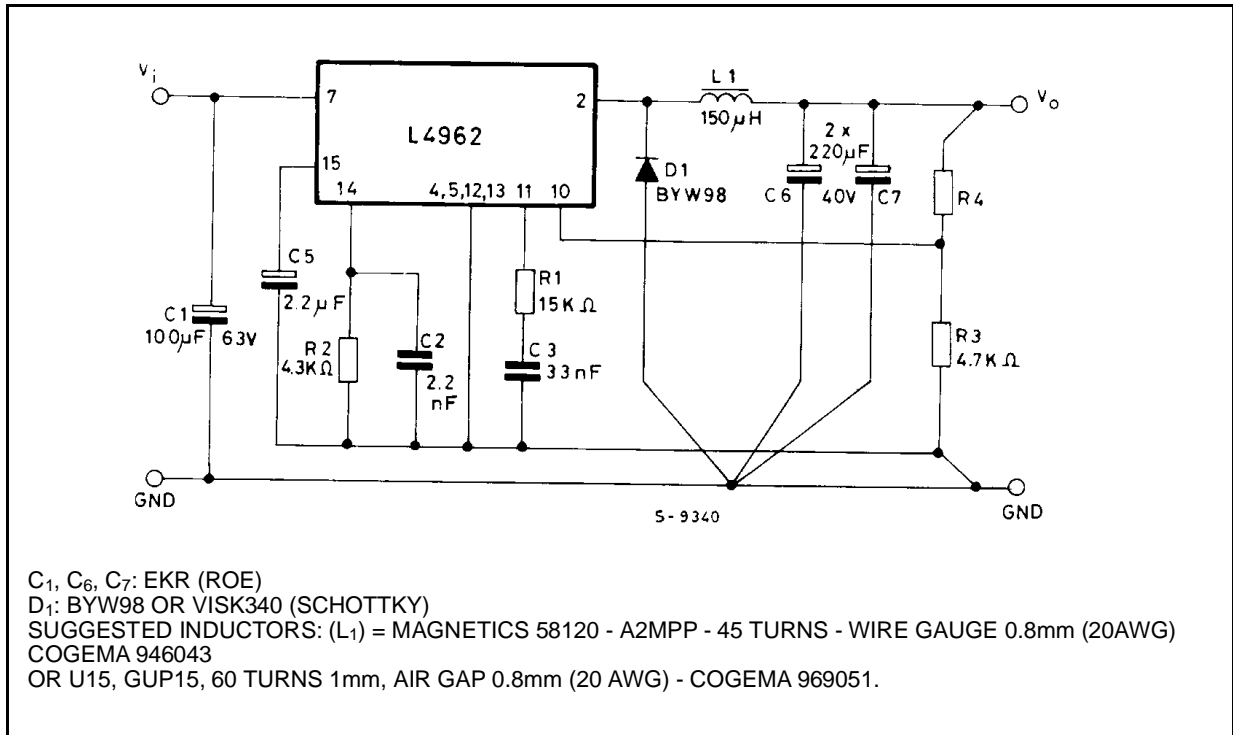 Vi
7
2
L1
150µH
Vo
L4962
2 x
220µF
15
14
4,5,12,13
11
10
D1
BYW98
C6
40V
C7
R4
C5
2.2µF
R1
15KΩ
C1
100µF
63V
R2
4.3KΩ
C2
2.2
nF
C3
33nF
R3
4.7KΩ
GND
S-9340
GND
C1, C6, C7: EKR (ROE)
D1: BYW98 OR VISK340 (SCHOTTKY)
SUGGESTED INDUCTORS: (L1) = MAGNETICS 58120 - A2MPP - 45 TURNS - WIRE GAUGE 0.8mm (20AWG)
COGEMA 946043
OR U15, GUP15, 60 TURNS 1mm, AIR GAP 0.8mm (20 AWG) - COGEMA 969051.